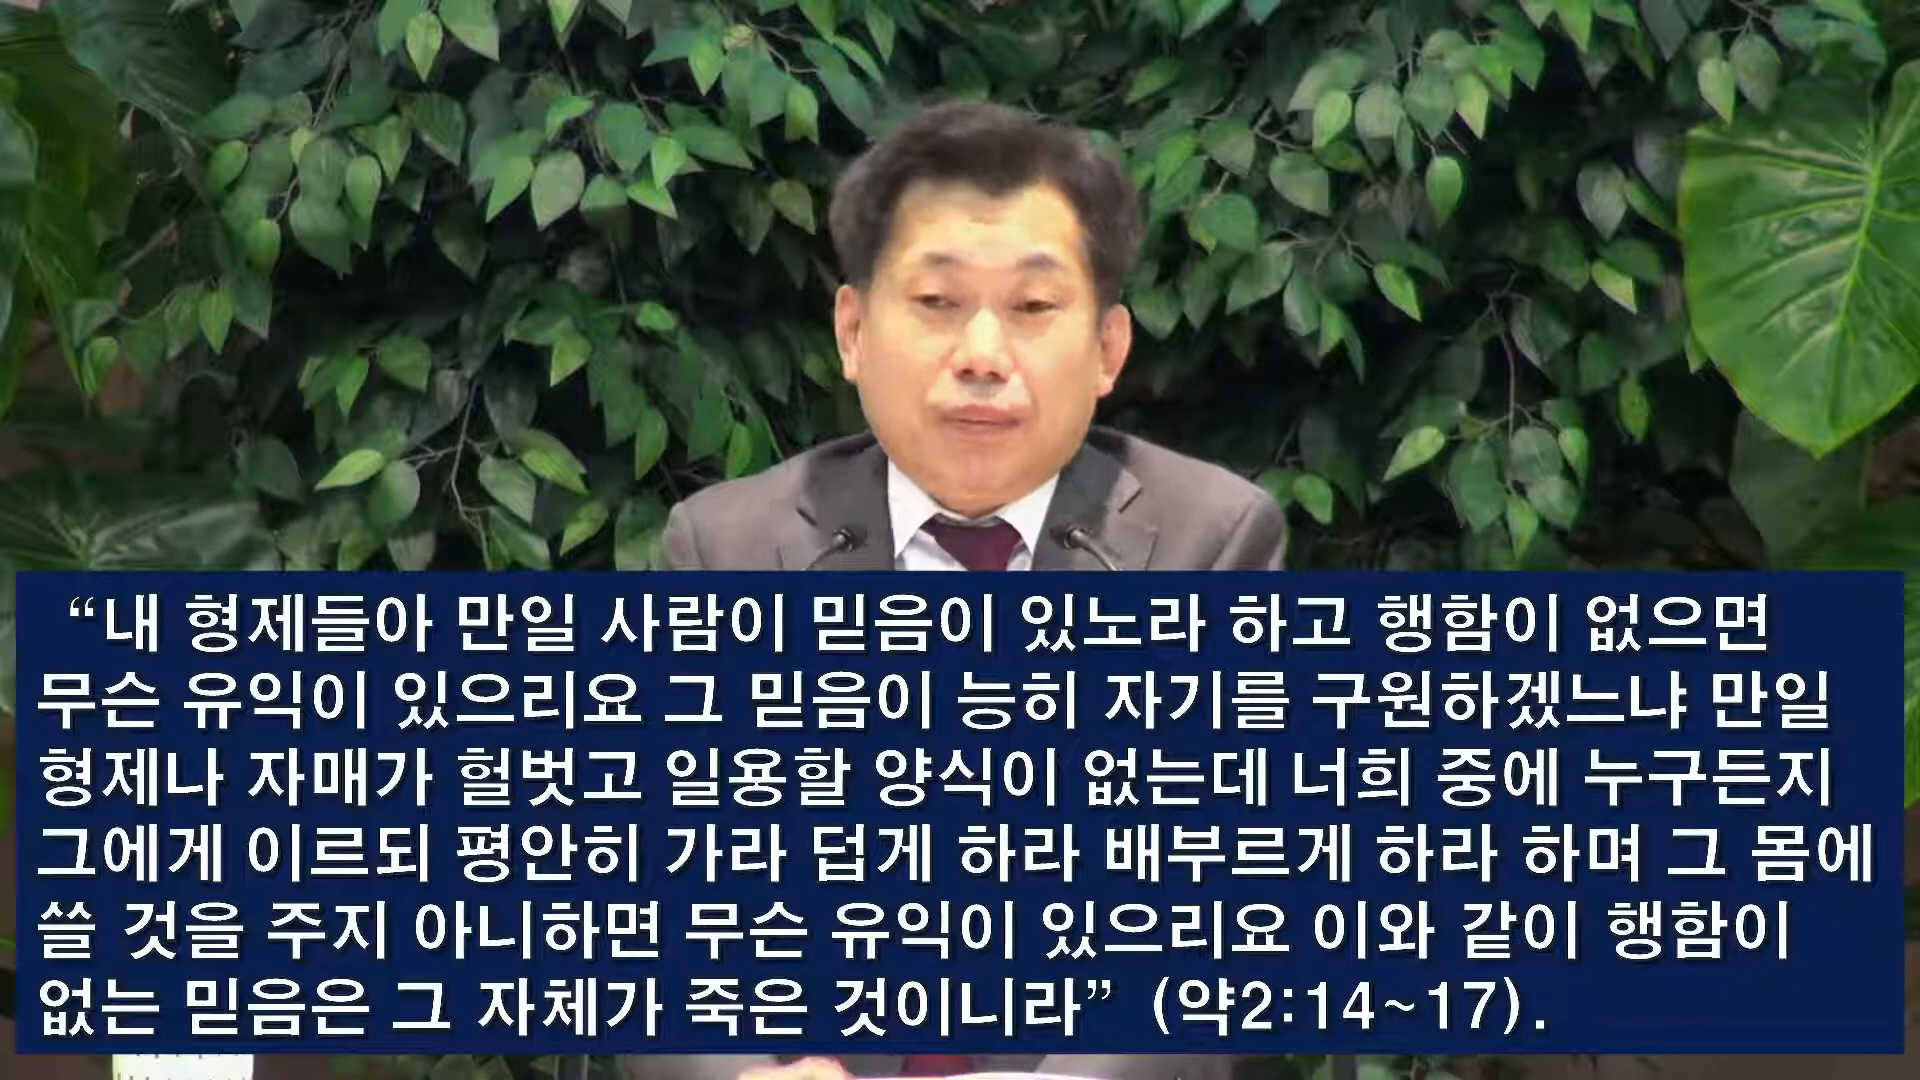 “내 형제들아 만일 사람이 믿음이 있노라 하고 행함이 없으면
무슨 유익이 있으리요 그 믿음이 능히 자기를 구원하겠느냐 만일
형제나 자매가 헐벗고 일용할 양식이 없는데 너희 중에 누구든지
그에게 이르되 평안히 가라 덥게 하라 배부르게 하라 하며 그 몸에
쓸 것을 주지 아니하면 무슨 유익이 있으리요 이와 같이 행함이
없는 믿음은 그 자체가 죽은 것이니라” (약2:14~17).